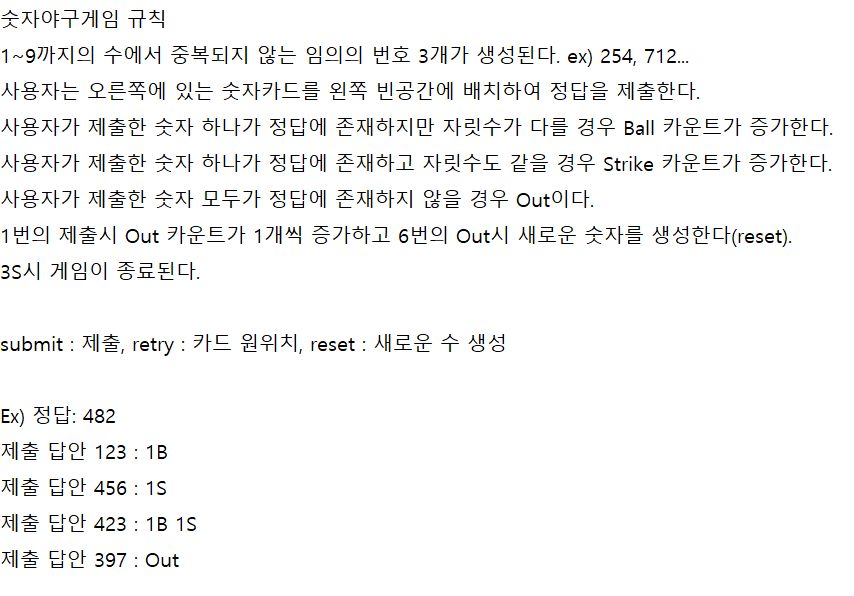 숫자야구게임 규칙
1~9까지의 수에서 중복되지 않는 임의의 번호 3개가 생성된다. ex) 254, 712...
사용자는 오른쪽에 있는 숫자카드를 왼쪽 빈공간에 배치하여 정답을 제출한다.
사용자가 제출한 숫자 하나가 정답에 존재하지만 자릿수가 다를 경우 Ball 카운트가 증가한다.
사용자가 제출한 숫자 하나가 정답에 존재하고 자릿수도 같을 경우 Strike 카운트가 증가한다.
사용자가 제출한 숫자 모두가 정답에 존재하지 않을 경우 Out이다.
1번의 제출시 Out 카운트가 1개씩 증가하고 6번의 Out시 새로운 숫자를 생성한다(reset).
3S시 게임이 종료된다.
submit : 제출, retry : 카드 원위치, reset : 새로운 수 생성
Ex) 정답: 482
제출 답안 123 : 1B
제출 답안 456 : 1S
제출 답안 423 : 1B 1S
제출 답안 397 : Out